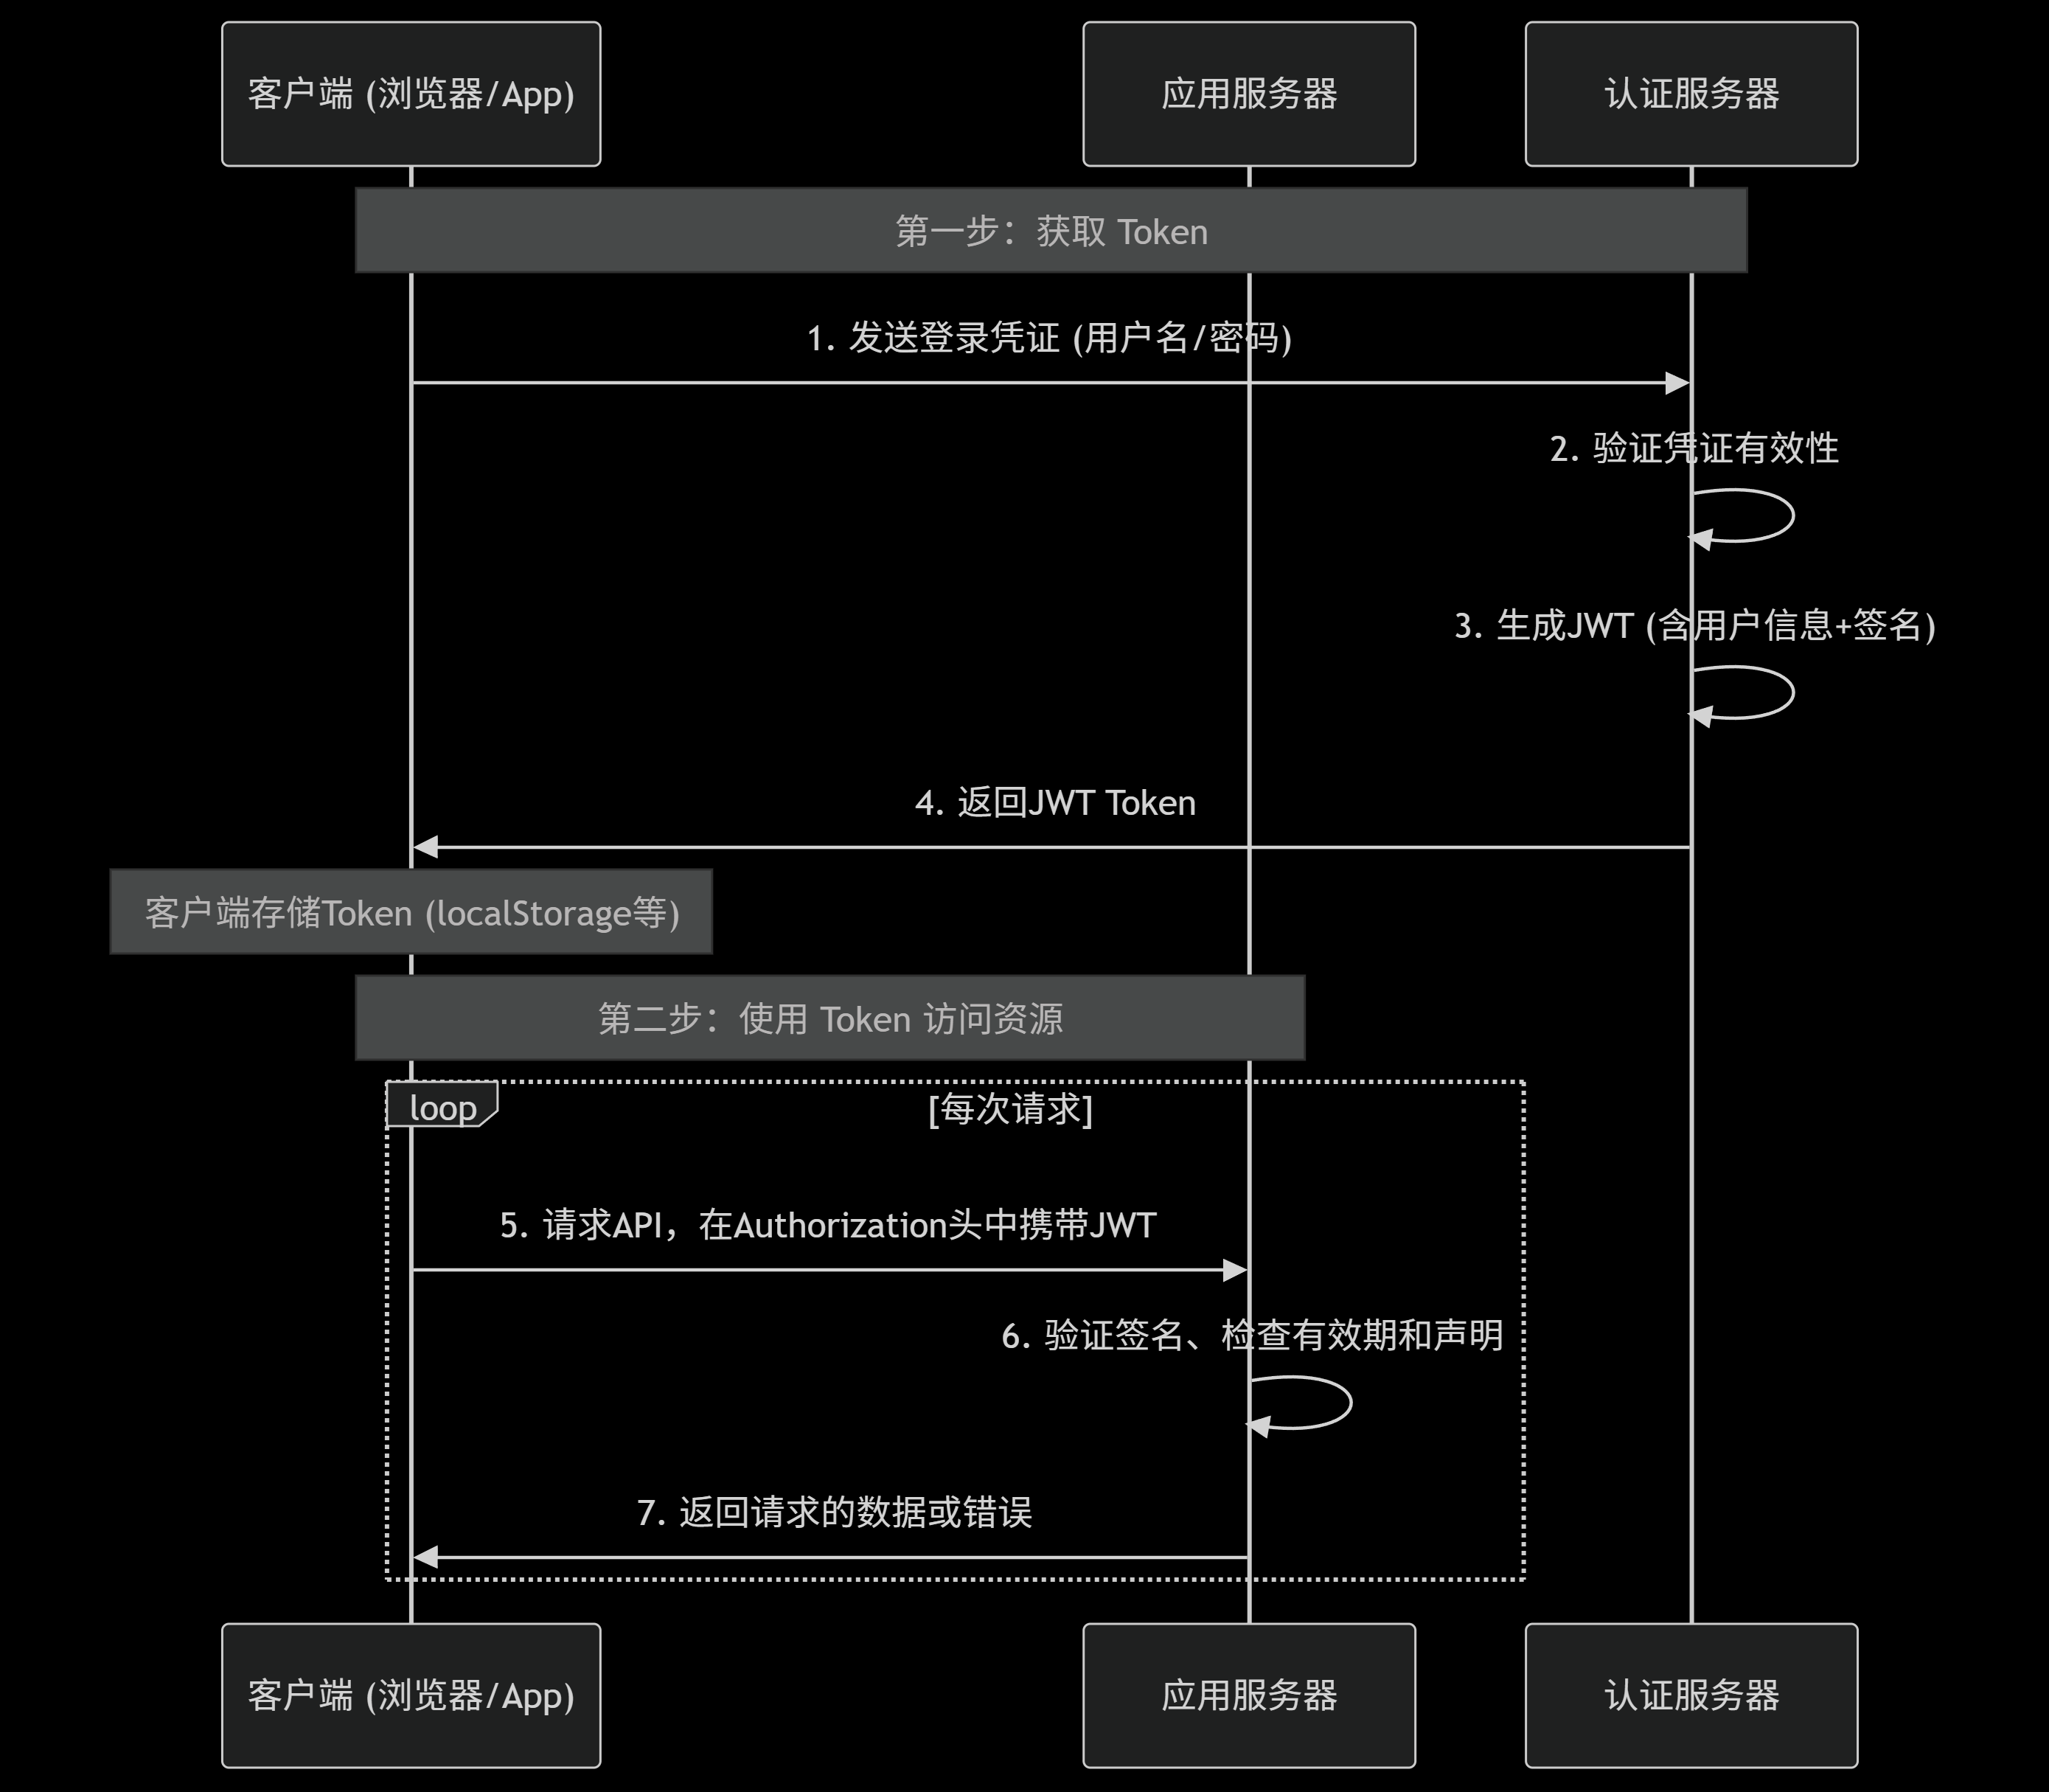 客户端 (浏览器/App)
应用服务器
认证服务器
第一步：获取 Token
1. 发送登录凭证 (用户名/密码)
2. 验证凭证有效性
3. 生成JWT (含用户信息+签名)
4. 返回JWT Token
客户端存储Token (localStorage等)
第二步：使用 Token 访问资源
loop
[每次请求]
5. 请求API，在Authorization头中携带JWT
6. 验证签名、检查有效期和声明
7. 返回请求的数据或错误
客户端 (浏览器/App)
应用服务器
认证服务器